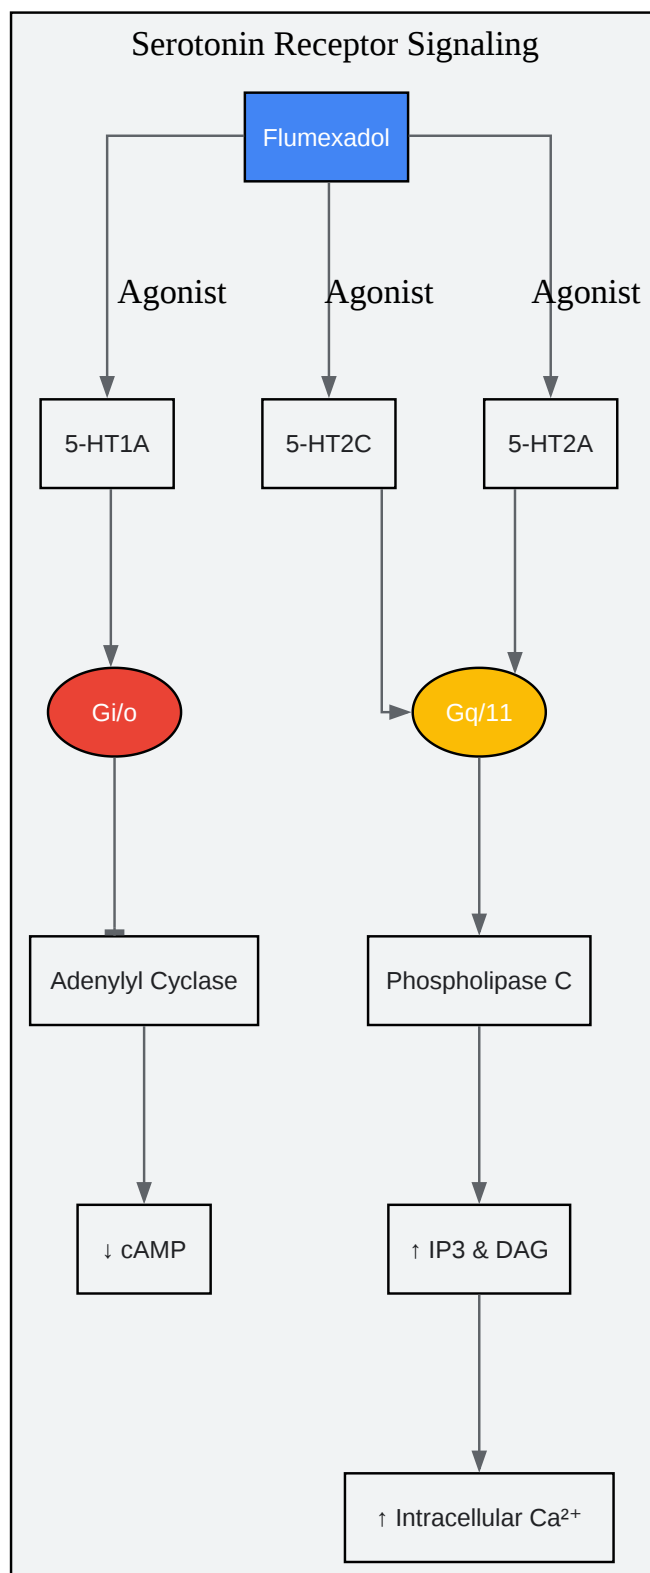 Serotonin Receptor Signaling
Flumexadol
Agonist
Agonist
Agonist
5-HT1A
5-HT2C
5-HT2A
Gi/o
Gq/11
Adenylyl Cyclase
Phospholipase C
↓ cAMP
↑ IP3 & DAG
↑ Intracellular Ca²⁺